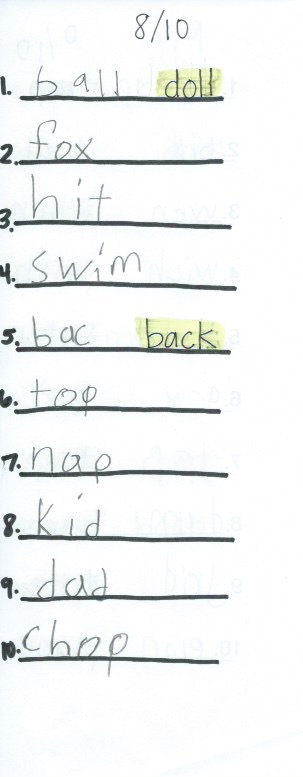 8/10
1. ball doll
2. fox
3. hit
4. swim
5. bac back
6. top
7. nap
8. kid
9. dad
10. chop